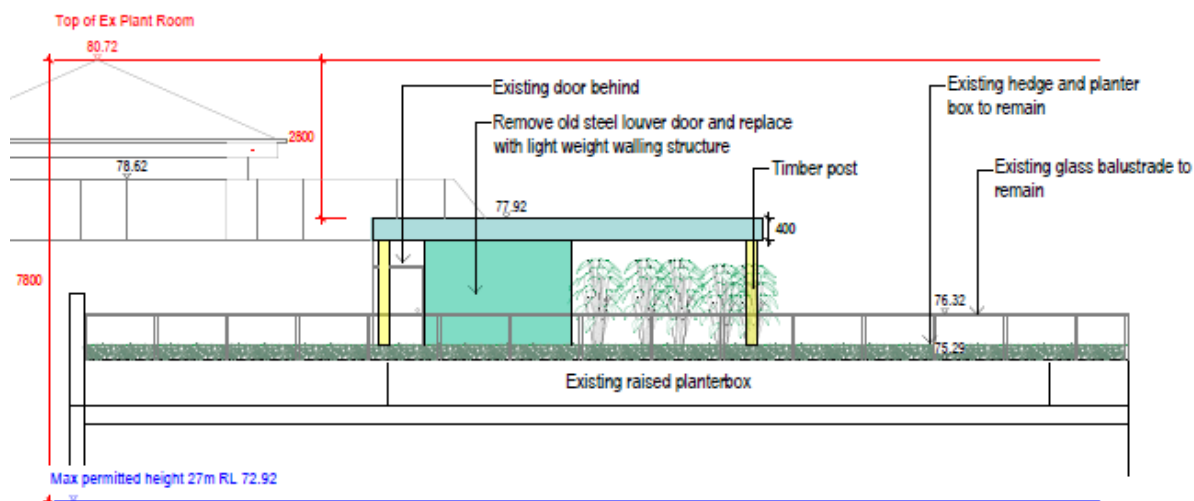 Top of Ex Plant Room
80.72
Existing door behind
Existing hedge and planter
box to remain
Remove old steel louver door and replace
with light weight walling structure
2800
78.62
Timber post
Existing glass balustrade to
remain
77.92
400
7800
76.32
75.29
Existing raised planterbox
Max permitted height 27m RL 72.92